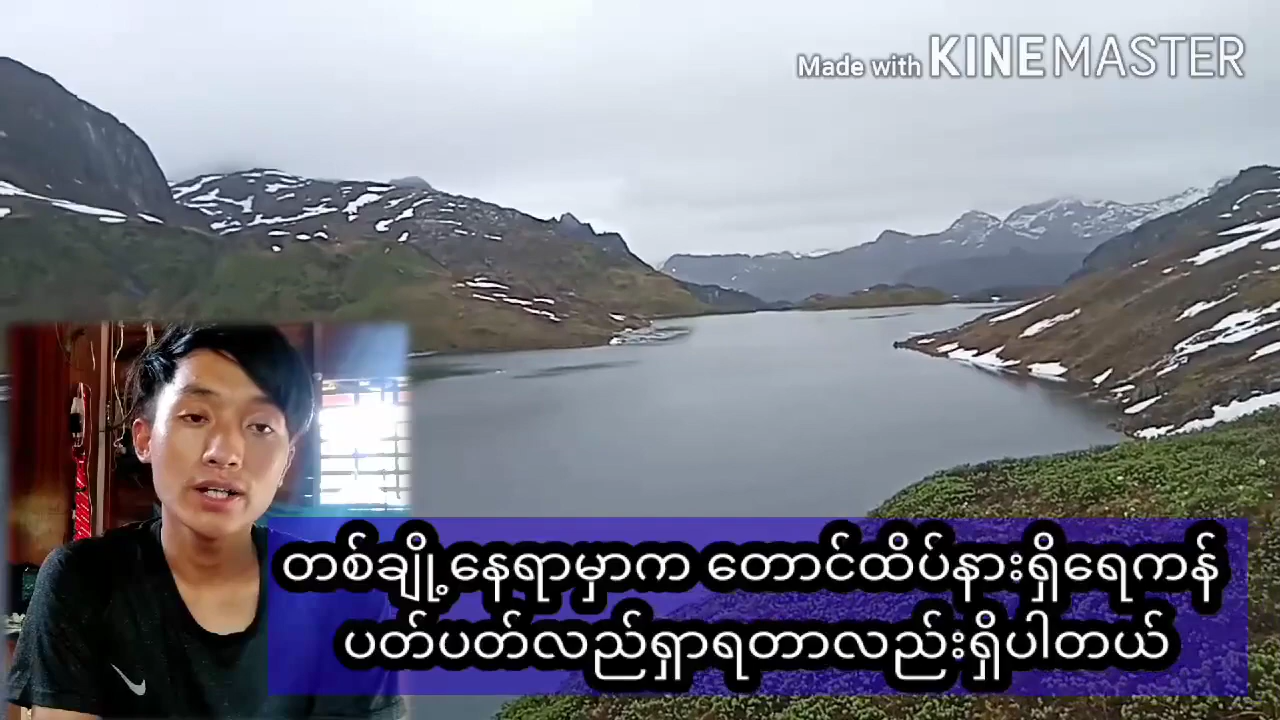 Made with KINEMASTER
တစ်ချို့နေရာမှာက တောင်ထိပ်နားရှိရေကန်
ပတ်ပတ်လည်ရှာရတာလည်းရှိပါတယ်